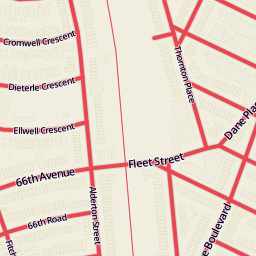 Cromwell Crescent
Thornton Place
Dieterle Crescent
Ellwell Crescent
Dane Pla
Fleet Street
66th Avenue
Alderton Street
66th Road
Boulevard